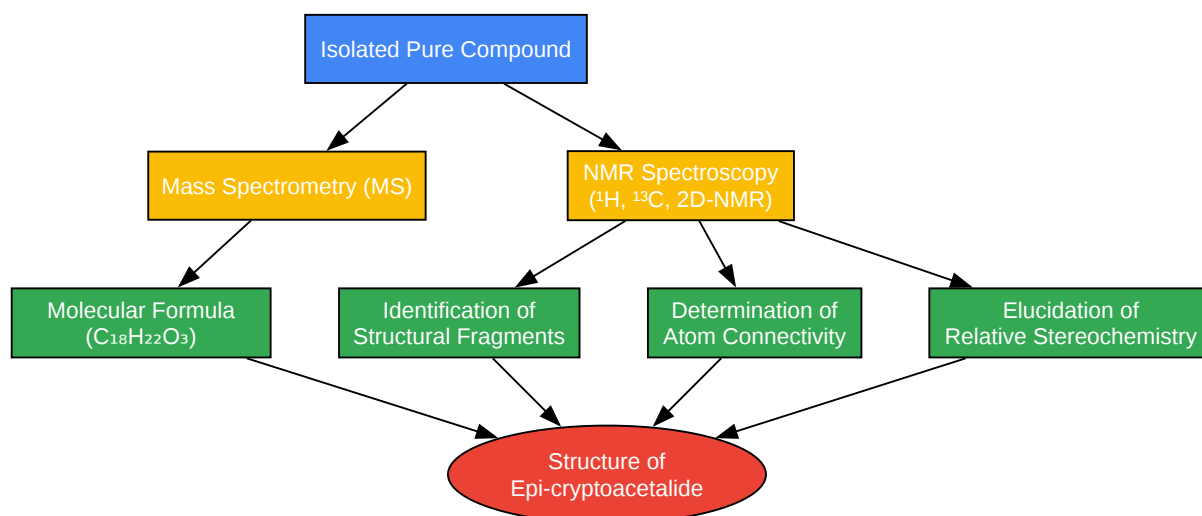 Isolated Pure Compound
Mass Spectrometry (MS)
NMR Spectroscopy
(¹H, ¹³C, 2D-NMR)
Molecular Formula
(C₁₈H₂₂O₃)
Identification of
Structural Fragments
Determination of
Atom Connectivity
Elucidation of
Relative Stereochemistry
Structure of
Epi-cryptoacetalide